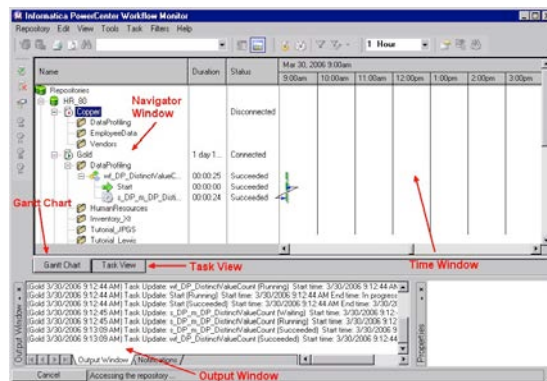 Informatica PowerCenter Workflow Monitor
Repository Edit View Tools Task Filters Help
1 Hour
Name Duration Status Mar 30, 2006 9:00am
9:00am 10:00am 11:00am 12:00pm 1:00pm 2:00pm 3:00pm
Repositories
HR_80
Copper Disconnected
DataProfiling
EmployeeData
Vendors
Navigator
Window
Gold 1 day 1... Connected
DataProfiling
wf_DP_DistinctValueC... 00:00:25 Succeeded
Start 00:00:00 Succeeded
s_DP_m_DP_Disti... 00:00:24 Succeeded
HumanResources
Inventory_Xt
Tutorial_JPGS
Tutorial_Lewis
Gantt Chart
Time Window
Gantt Chart Task View
Task View
(Gold 3/30/2006 9:12:44 AM) Task Update: wf_DP_DistinctValueCount (Running) Start time: 3/30/2006 9:12:44 AM
(Gold 3/30/2006 9:12:44 AM) Task Update: Start (Running) Start time: 3/30/2006 9:12:44 AM End time: In progress
(Gold 3/30/2006 9:12:44 AM) Task Update: Start (Succeeded) Start time: 3/30/2006 9:12:44 AM End time: 3/30/2
(Gold 3/30/2006 9:12:45 AM) Task Update: s_DP_m_DP_DistinctValueCount (Waiting) Start time: 3/30/2006 9:12
(Gold 3/30/2006 9:12:45 AM) Task Update: s_DP_m_DP_DistinctValueCount (Running) Start time: 3/30/2006 9:12
(Gold 3/30/2006 9:13:09 AM) Task Update: s_DP_m_DP_DistinctValueCount (Succeeded) Start time: 3/30/2006 9:
(Gold 3/30/2006 9:13:09 AM) Task Update: wf_DP_DistinctValueCount (Succeeded) Start time: 3/30/2006 9:12:4
Output Window
Properties
Output Window Notifications
Output Window
Cancel Accessing the repository...